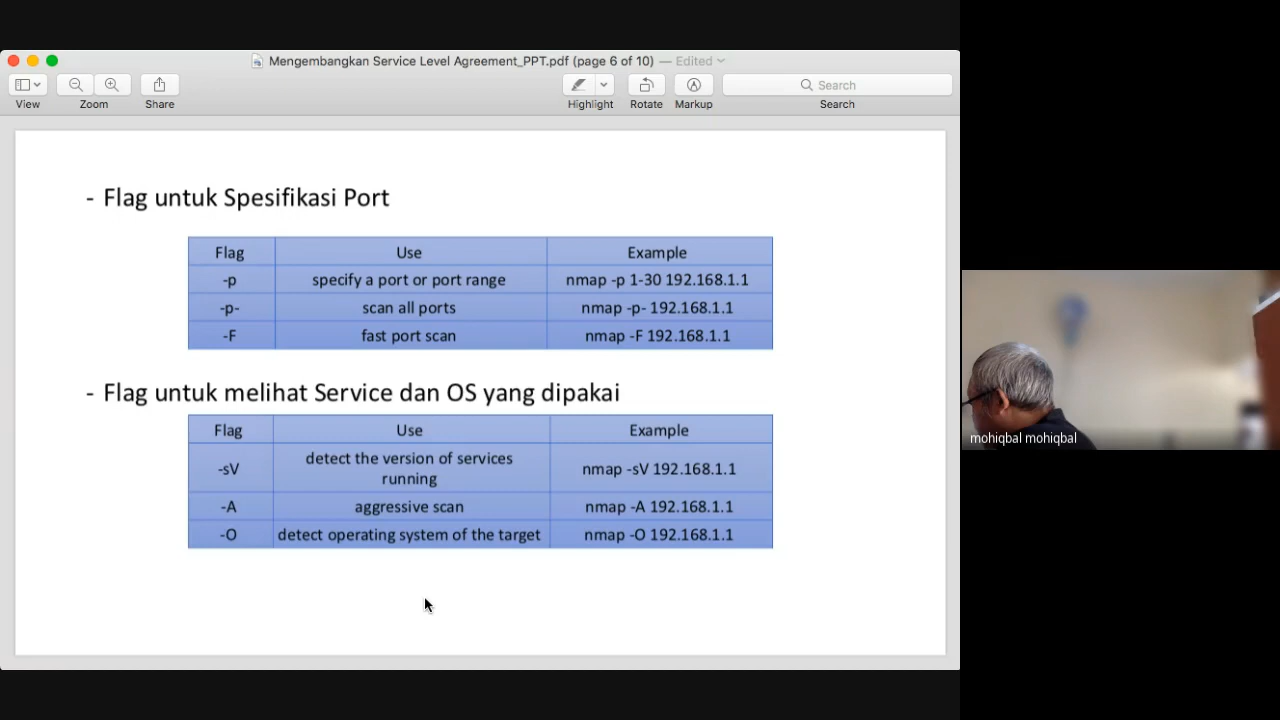 Mengembangkan Service Level Agreement_PPT.pdf (page 6 of 10) — Edited
View Zoom Share Highlight Rotate Markup Search Search
- Flag untuk Spesifikasi Port
Flag Use Example
-p specify a port or port range nmap -p 1-30 192.168.1.1
-p- scan all ports nmap -p- 192.168.1.1
-F fast port scan nmap -F 192.168.1.1
- Flag untuk melihat Service dan OS yang dipakai
Flag Use Example
-sV detect the version of services running nmap -sV 192.168.1.1
-A aggressive scan nmap -A 192.168.1.1
-O detect operating system of the target nmap -O 192.168.1.1
mohiqbal mohiqbal